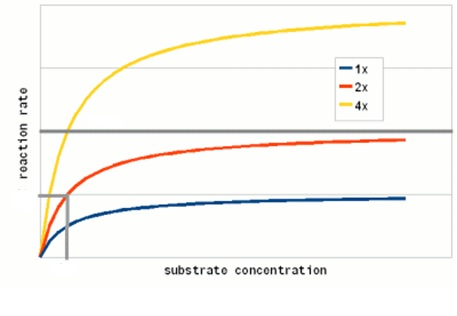 1x
2x
4x
reaction rate
substrate concentration